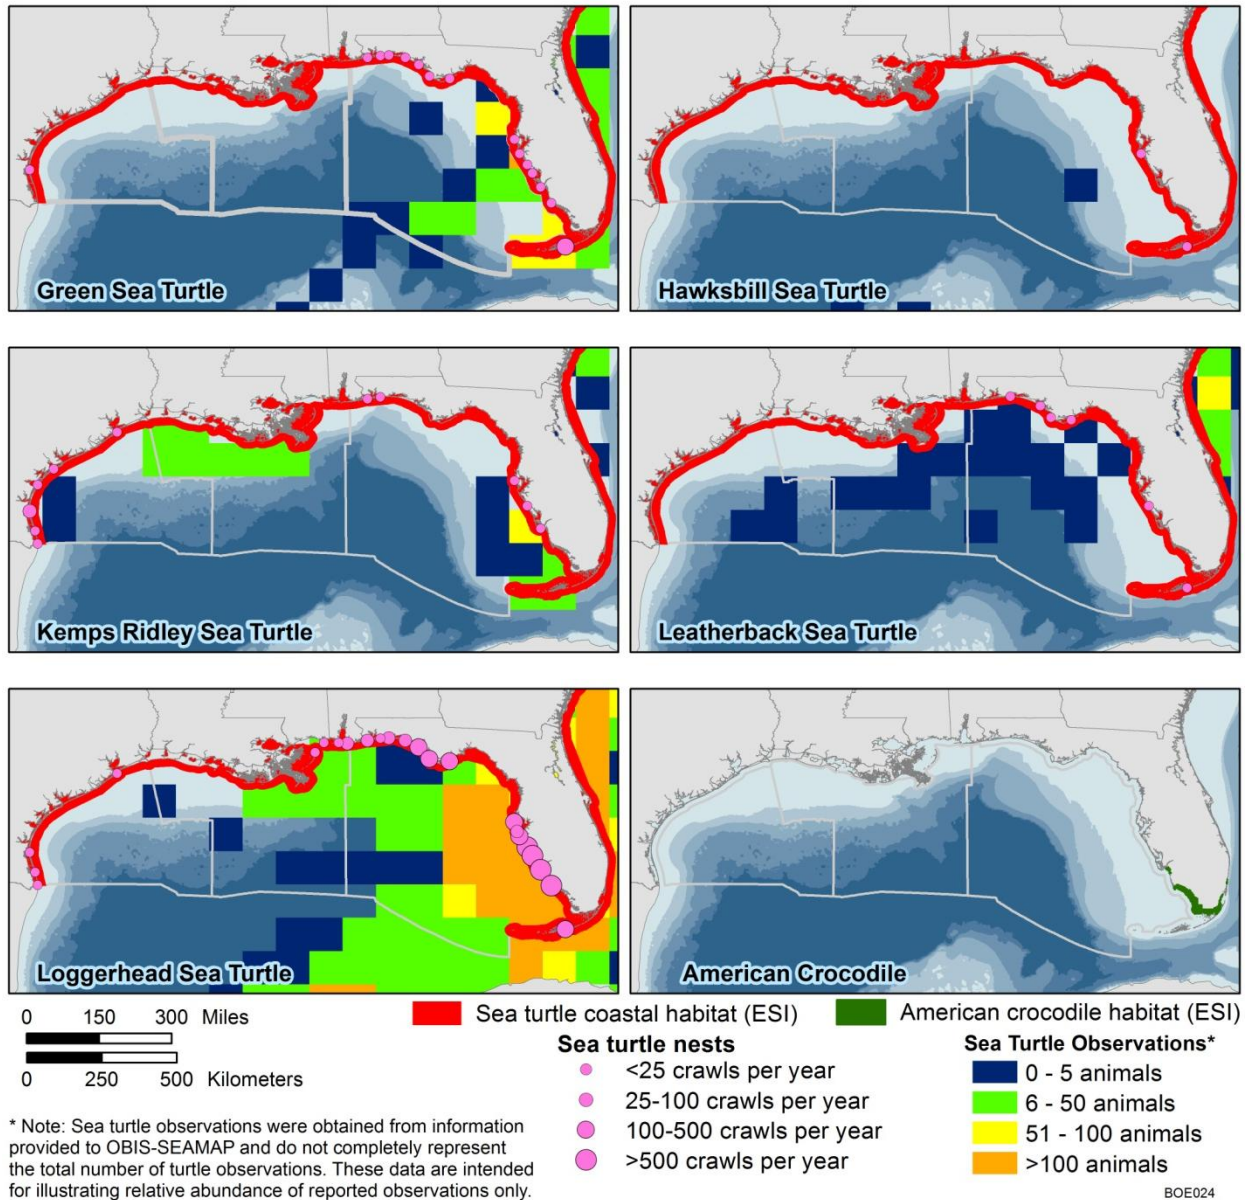 Green Sea Turtle
Hawksbill Sea Turtle
Kemps Ridley Sea Turtle
Leatherback Sea Turtle
Loggerhead Sea Turtle
American Crocodile
0 150 300 Miles
0 250 500 Kilometers
* Note: Sea turtle observations were obtained from information
provided to OBIS-SEAMAP and do not completely represent
the total number of turtle observations. These data are intended
for illustrating relative abundance of reported observations only.
Sea turtle coastal habitat (ESI)
American crocodile habitat (ESI)
Sea turtle nests
<25 crawls per year
25-100 crawls per year
100-500 crawls per year
>500 crawls per year
Sea Turtle Observations*
0 - 5 animals
6 - 50 animals
51 - 100 animals
>100 animals
BOE024